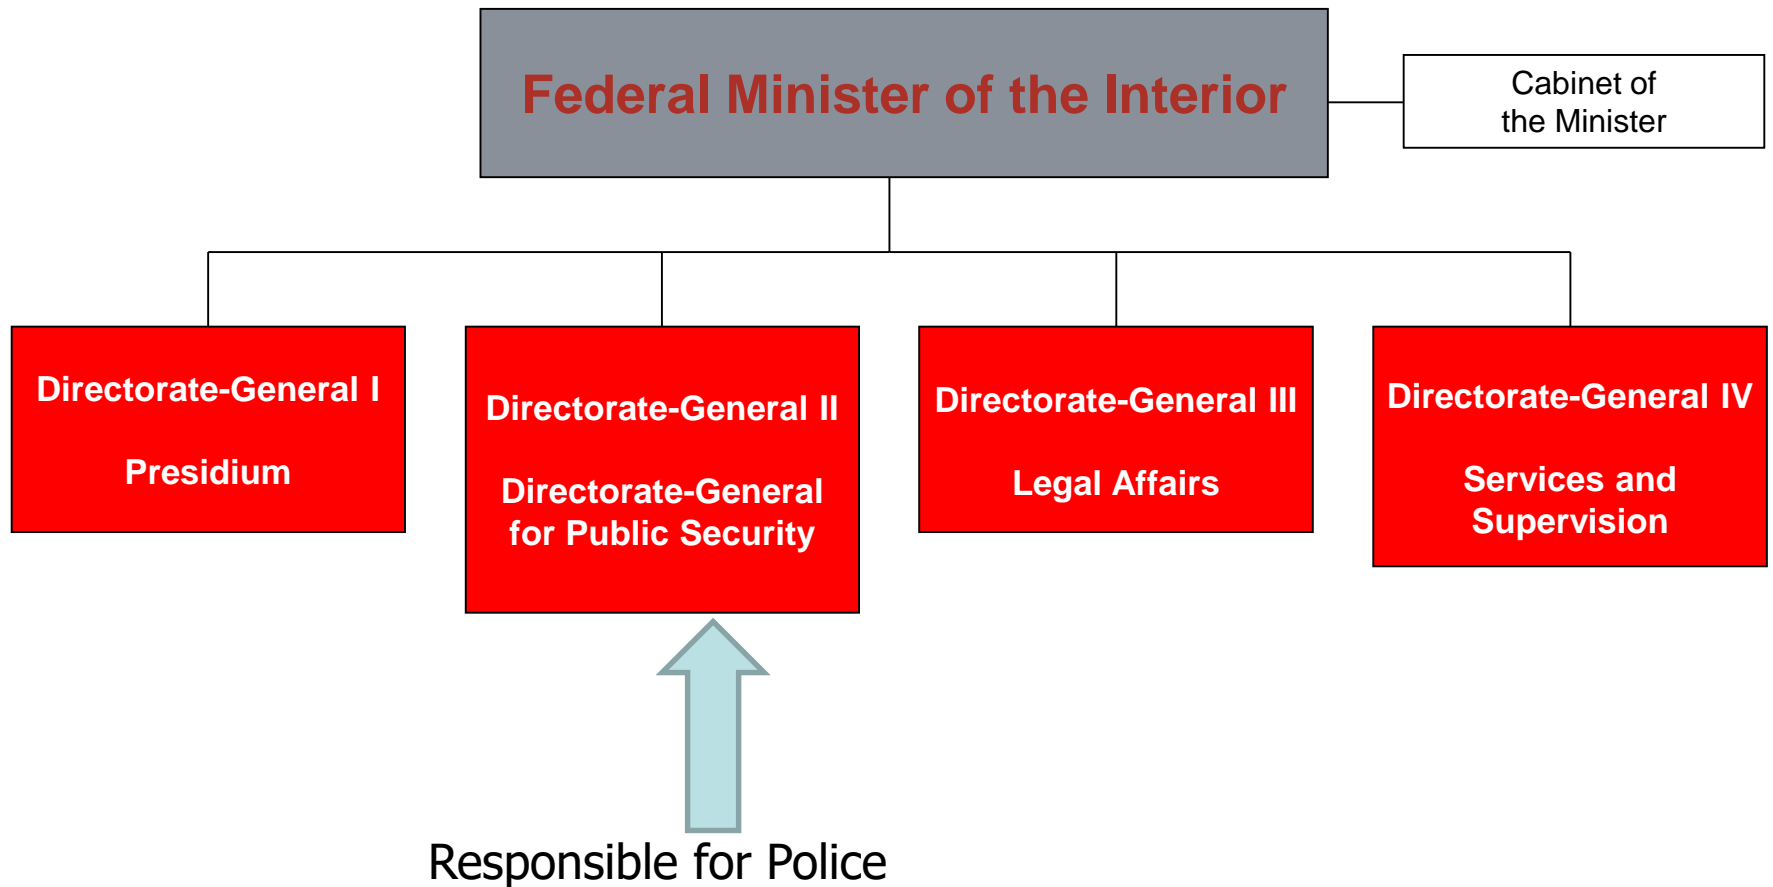 Federal Minister of the Interior
Cabinet of
the Minister
Directorate-General I
Presidium
Directorate-General II
Directorate-General
for Public Security
Directorate-General III
Legal Affairs
Directorate-General IV
Services and
Supervision
Responsible for Police